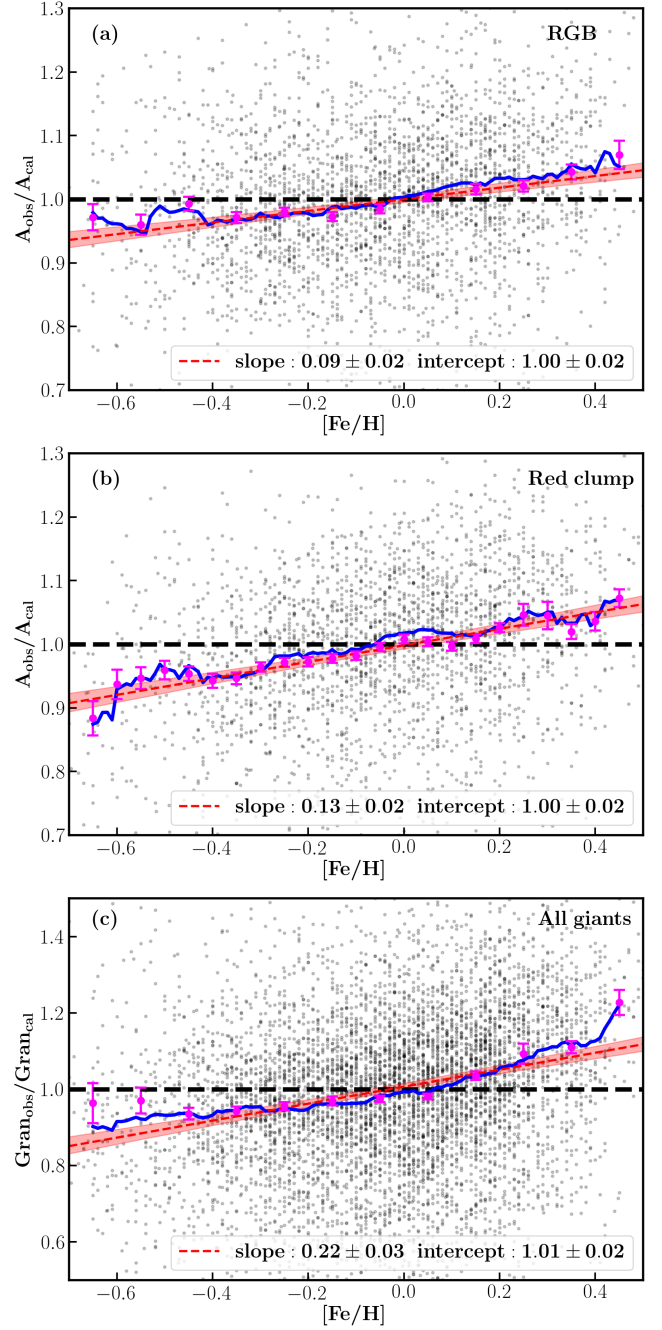 (a) RGB
1.3
1.2
1.1
1.0
0.9
0.8
0.7
A_obs/A_cal
slope : 0.09 ± 0.02 intercept : 1.00 ± 0.02
−0.6 −0.4 −0.2 0.0 0.2 0.4
[Fe/H]
(b) Red clump
1.3
1.2
1.1
1.0
0.9
0.8
0.7
A_obs/A_cal
slope : 0.13 ± 0.02 intercept : 1.00 ± 0.02
−0.6 −0.4 −0.2 0.0 0.2 0.4
[Fe/H]
(c) All giants
1.4
1.2
1.0
0.8
0.6
Gran_obs/Gran_cal
slope : 0.22 ± 0.03 intercept : 1.01 ± 0.02
−0.6 −0.4 −0.2 0.0 0.2 0.4
[Fe/H]